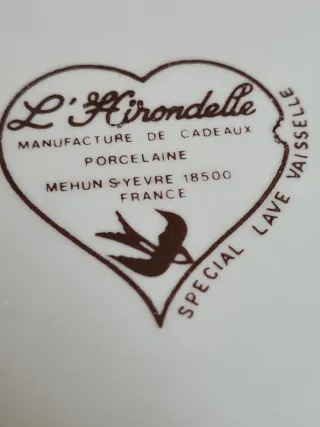 L'Hirondelle
MANUFACTURE DE CADEAUX
PORCELAINE
MEHUN S-YEVRE 18500
FRANCE
SPECIAL LAVE VAISSELLE